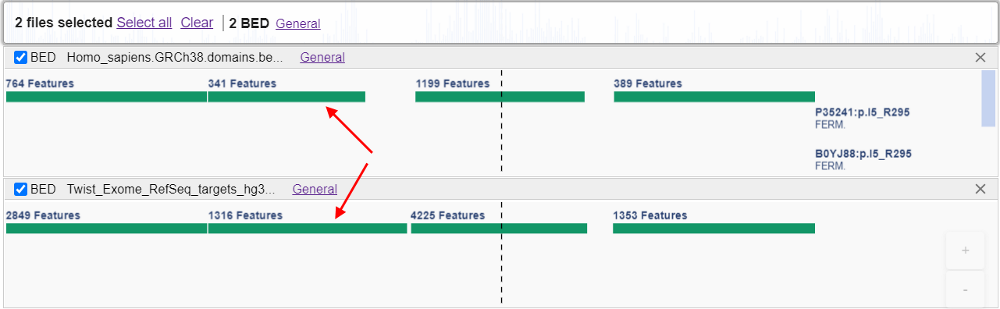 2 files selected Select all Clear 2 BED General
BED Homo_sapiens.GRCh38.domains.be... General
764 Features 341 Features 1199 Features 389 Features
P35241:p.I5_R295
FERM.
B0YJ88:p.I5_R295
FERM.
BED Twist_Exome_RefSeq_targets_hg3... General
2849 Features 1316 Features 4225 Features 1353 Features
+
-